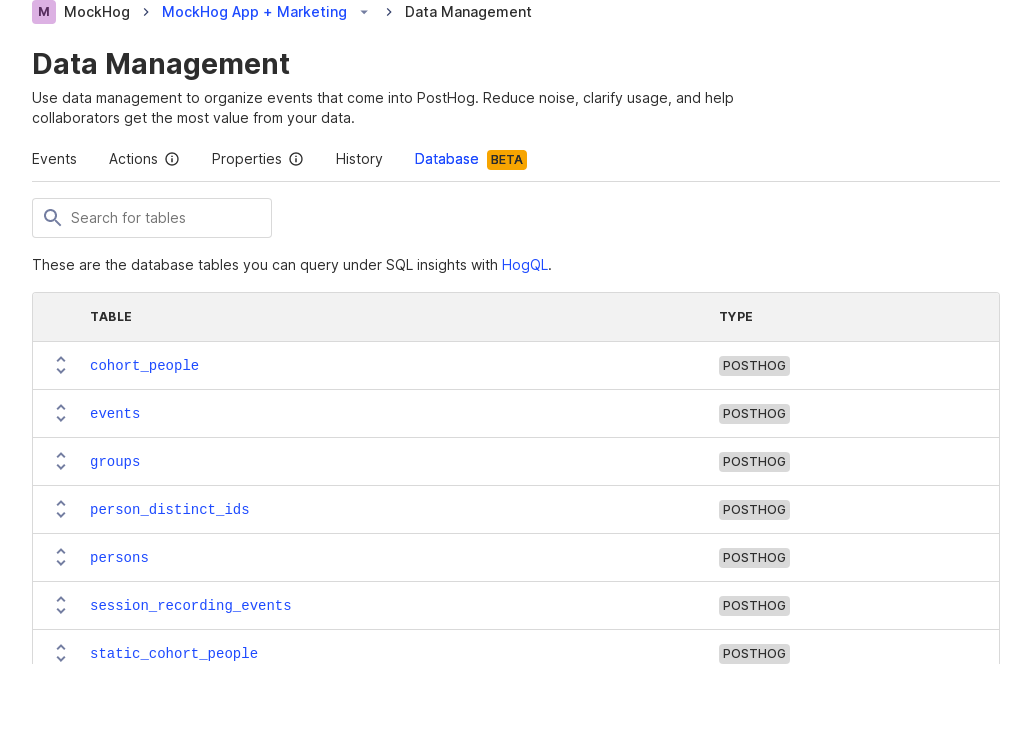 M MockHog MockHog App + Marketing Data Management
Data Management
Use data management to organize events that come into PostHog. Reduce noise, clarify usage, and help
collaborators get the most value from your data.
Events Actions Properties History Database BETA
Search for tables
These are the database tables you can query under SQL insights with HogQL.
TABLE TYPE
cohort_people POSTHOG
events POSTHOG
groups POSTHOG
person_distinct_ids POSTHOG
persons POSTHOG
session_recording_events POSTHOG
static_cohort_people POSTHOG